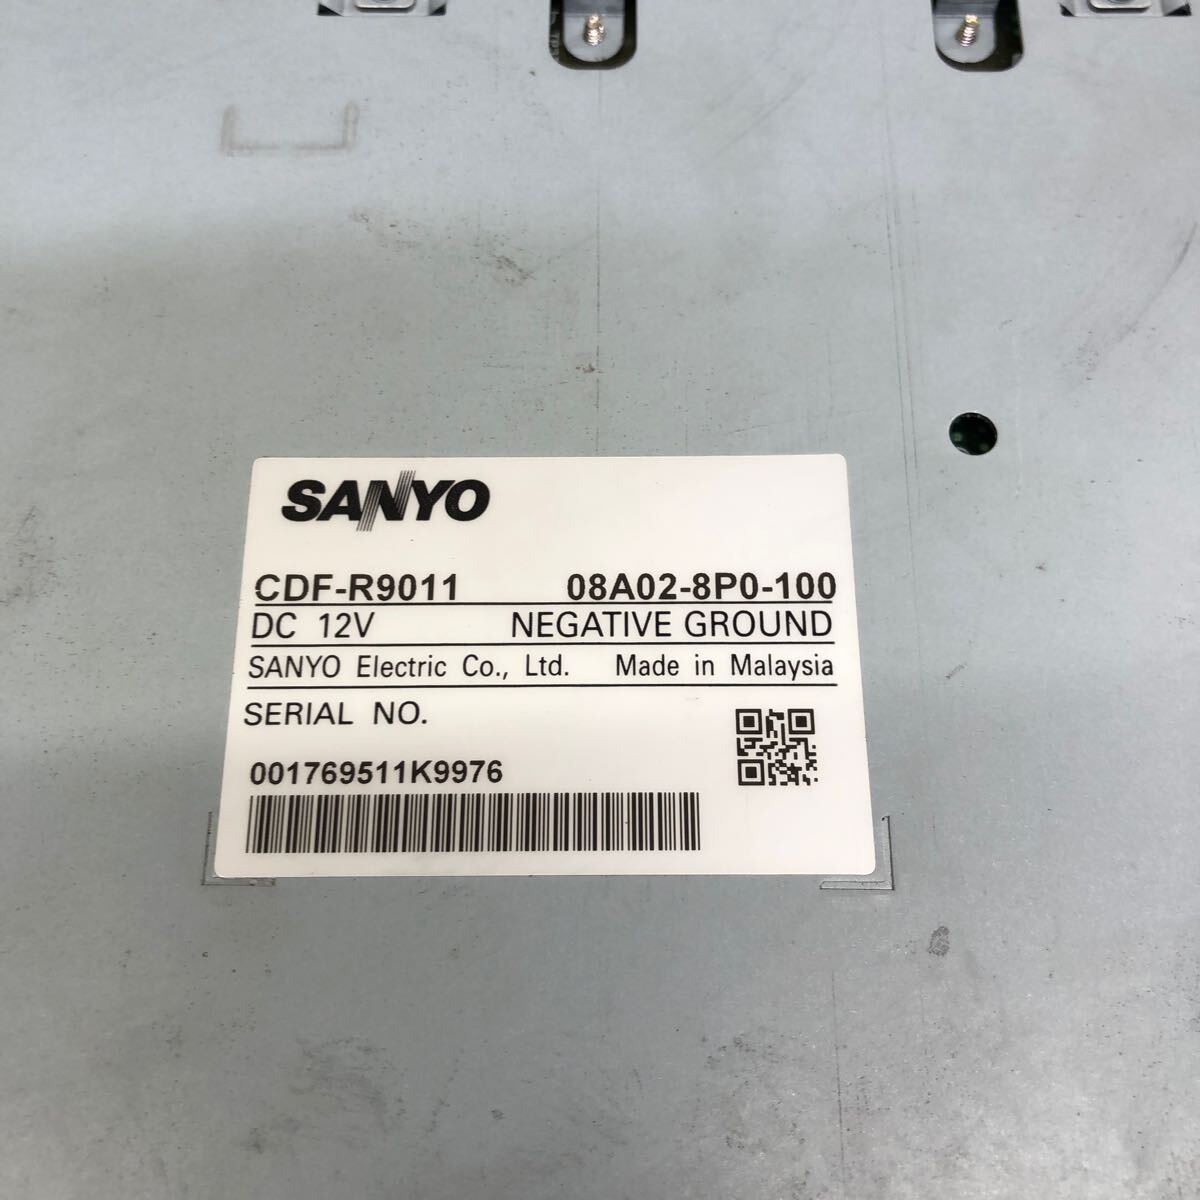 SANYO
CDF-R9011 08A02-8P0-100
DC 12V NEGATIVE GROUND
SANYO Electric Co., Ltd. Made in Malaysia
SERIAL NO.
001769511K9976